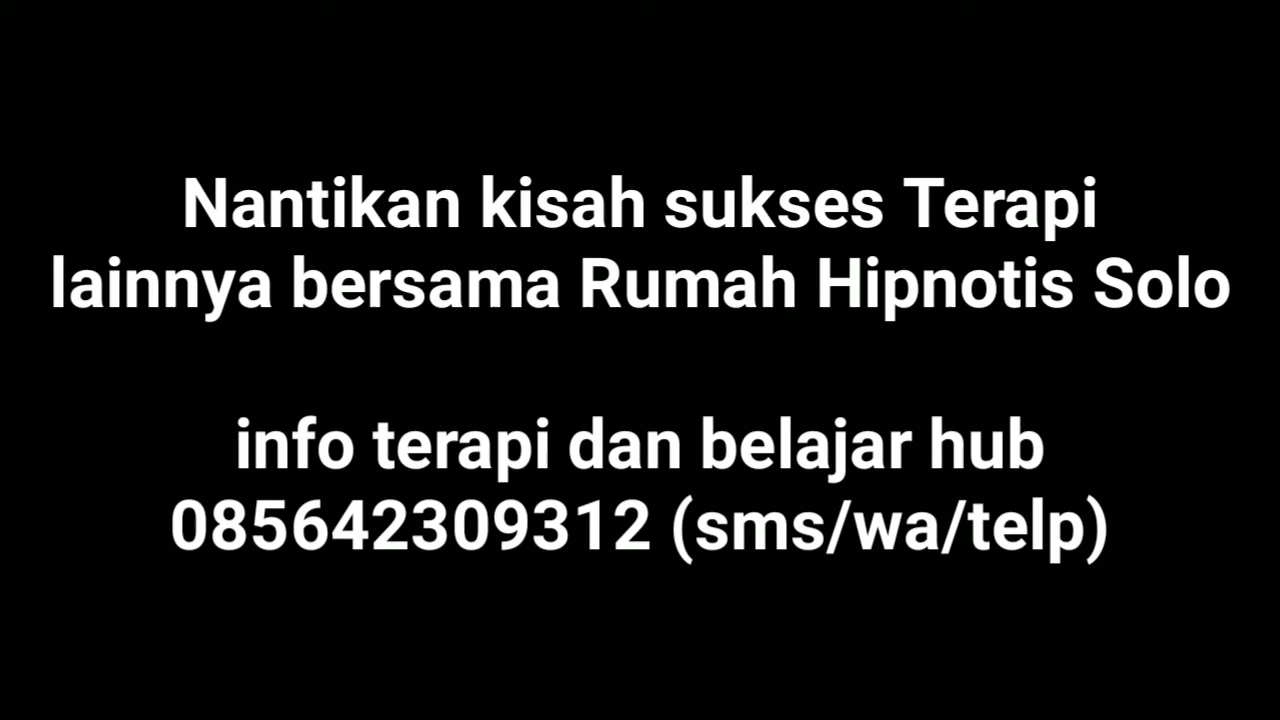 Nantikan kisah sukses Terapi
lainnya bersama Rumah Hipnotis Solo
info terapi dan belajar hub
085642309312 (sms/wa/telp)